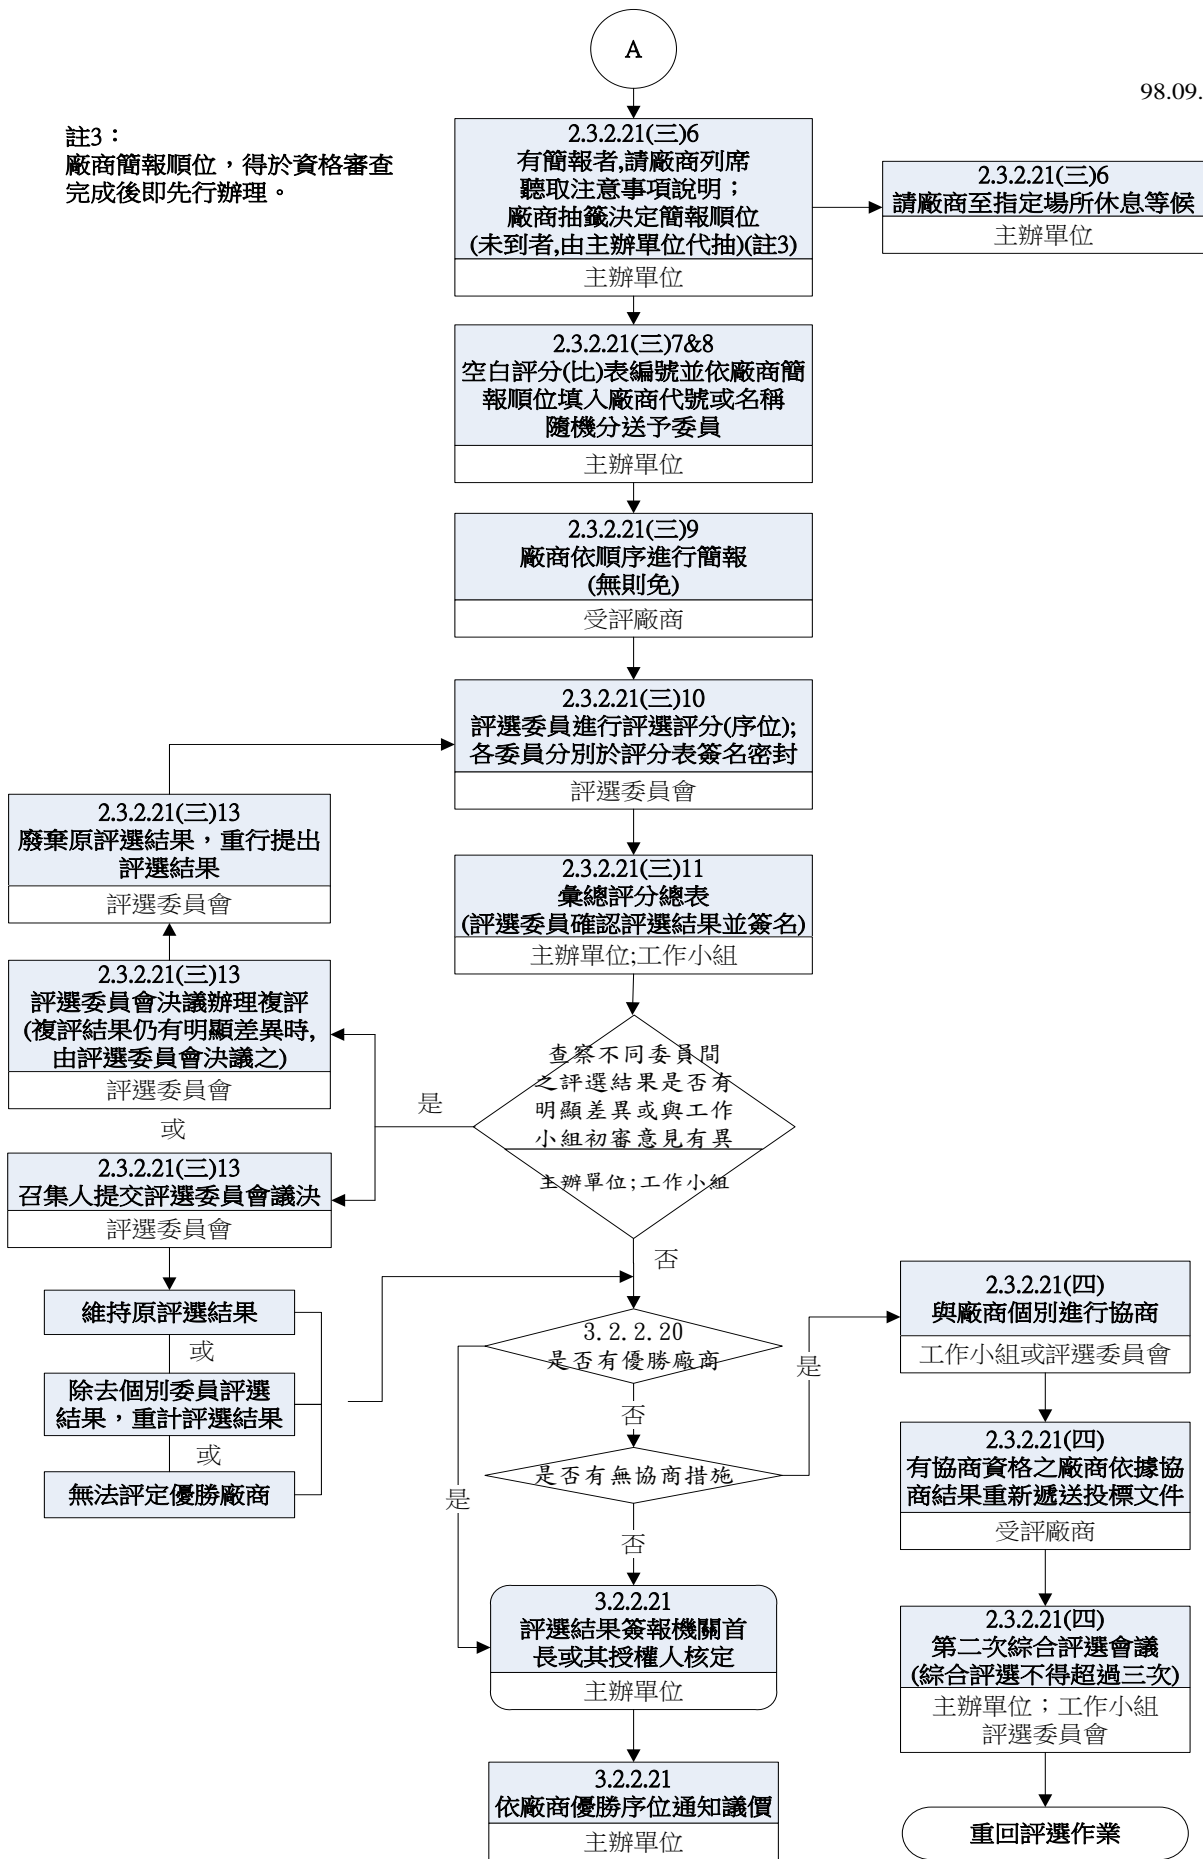 A
98.09.
註3：
廠商簡報順位，得於資格審查
完成後即先行辦理。
2.3.2.21(三)6
有簡報者,請廠商列席
聽取注意事項說明；
廠商抽籤決定簡報順位
(未到者,由主辦單位代抽)(註3)
主辦單位
2.3.2.21(三)6
請廠商至指定場所休息等候
主辦單位
2.3.2.21(三)7&8
空白評分(比)表編號並依廠商簡
報順位填入廠商代號或名稱
隨機分送予委員
主辦單位
2.3.2.21(三)9
廠商依順序進行簡報
(無則免)
受評廠商
2.3.2.21(三)10
評選委員進行評選評分(序位);
各委員分別於評分表簽名密封
評選委員會
2.3.2.21(三)13
廢棄原評選結果，重行提出
評選結果
評選委員會
2.3.2.21(三)11
彙總評分總表
(評選委員確認評選結果並簽名)
主辦單位;工作小組
2.3.2.21(三)13
評選委員會決議辦理複評
(複評結果仍有明顯差異時,
由評選委員會決議之)
評選委員會
或
是
查察不同委員間
之評選結果是否有
明顯差異或與工作
小組初審意見有異
主辦單位;工作小組
2.3.2.21(三)13
召集人提交評選委員會議決
評選委員會
否
維持原評選結果
或
除去個別委員評選
結果，重計評選結果
或
無法評定優勝廠商
3.2.2.20
是否有優勝廠商
否
是
是否有無協商措施
是
否
2.3.2.21(四)
與廠商個別進行協商
工作小組或評選委員會
2.3.2.21(四)
有協商資格之廠商依據協
商結果重新遞送投標文件
受評廠商
3.2.2.21
評選結果簽報機關首
長或其授權人核定
主辦單位
2.3.2.21(四)
第二次綜合評選會議
(綜合評選不得超過三次)
主辦單位；工作小組
評選委員會
3.2.2.21
依廠商優勝序位通知議價
主辦單位
重回評選作業